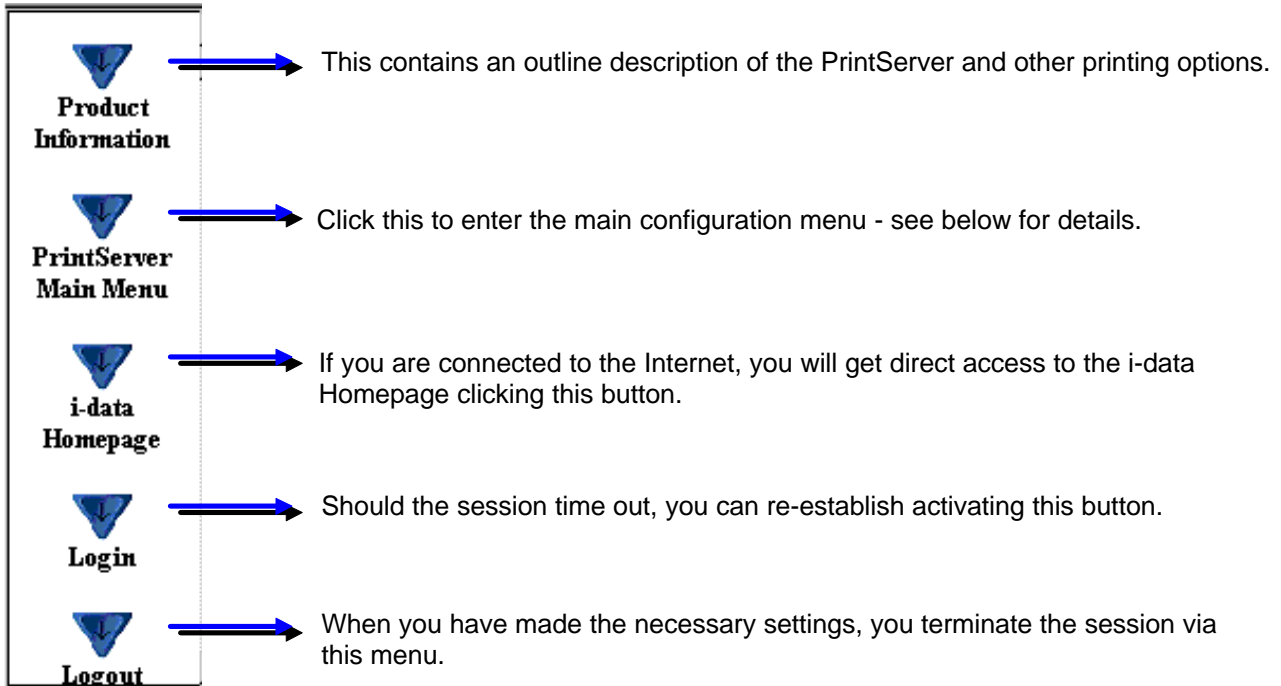 This contains an outline description of the PrintServer and other printing options.
Product
Information
Click this to enter the main configuration menu - see below for details.
PrintServer
Main Menu
If you are connected to the Internet, you will get direct access to the i-data
Homepage clicking this button.
i-data
Homepage
Should the session time out, you can re-establish activating this button.
Login
When you have made the necessary settings, you terminate the session via
this menu.
Logout